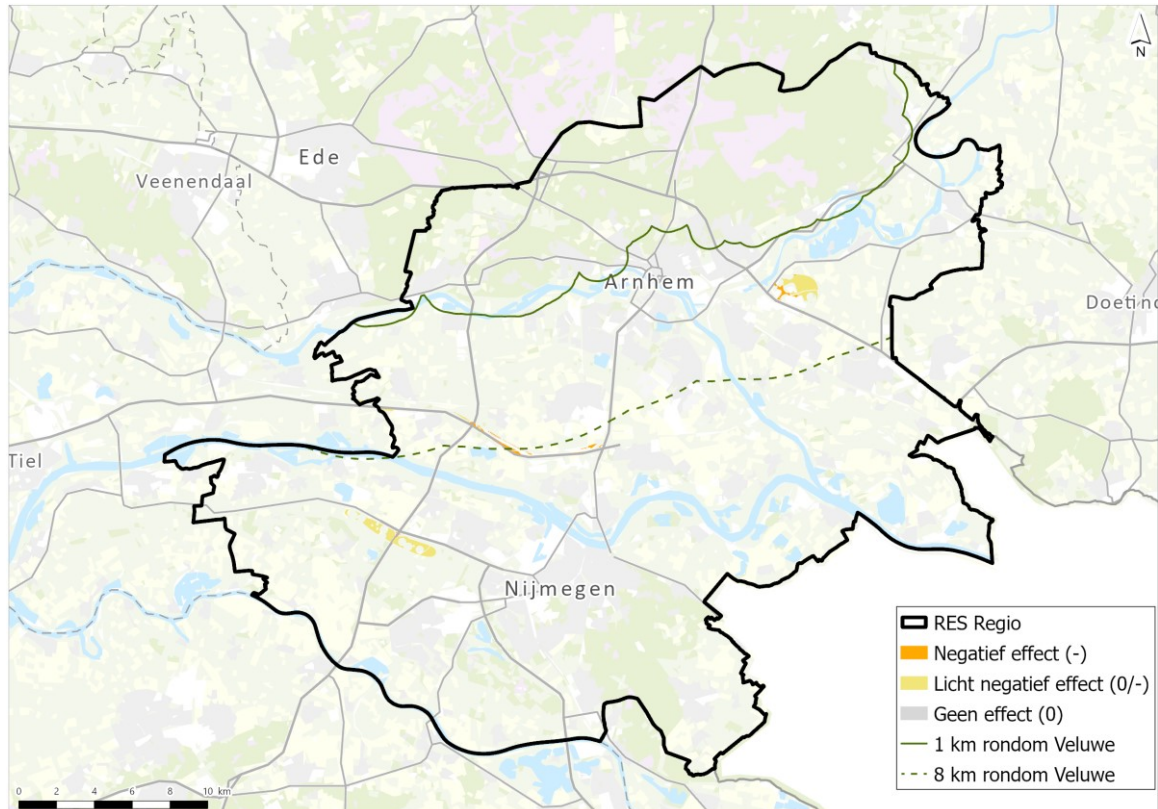 N
Ede
Veenendaal
Arnhem
Doetinc
Tiel
Nijmegen
RES Regio
Negatief effect (-)
Licht negatief effect (0/-)
Geen effect (0)
1 km rondom Veluwe
8 km rondom Veluwe
0 2 4 6 8 10 km